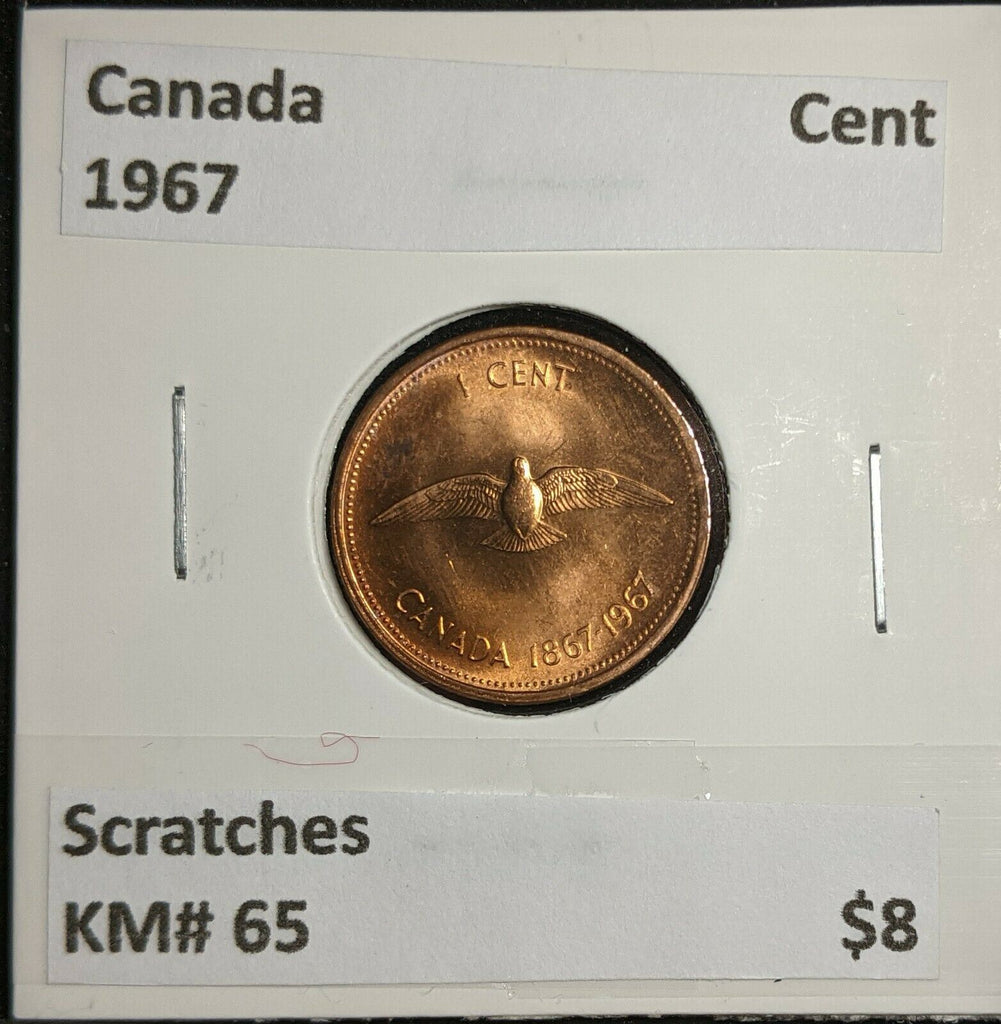 Canada Cent
1967
1 CENT
CANADA 1867-1967
Scratches
KM# 65 $8